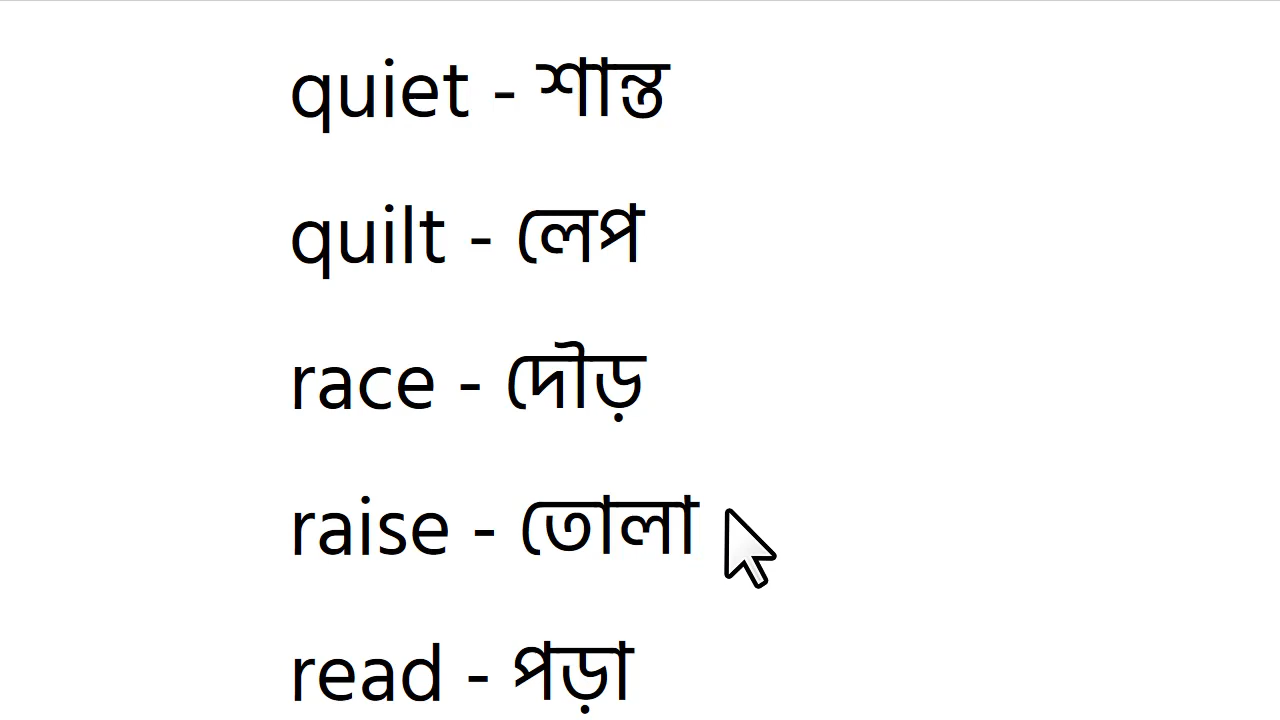 quiet - শান্ত
quilt - লেপ
race - দৌড়
raise - তোলা
read - পড়া